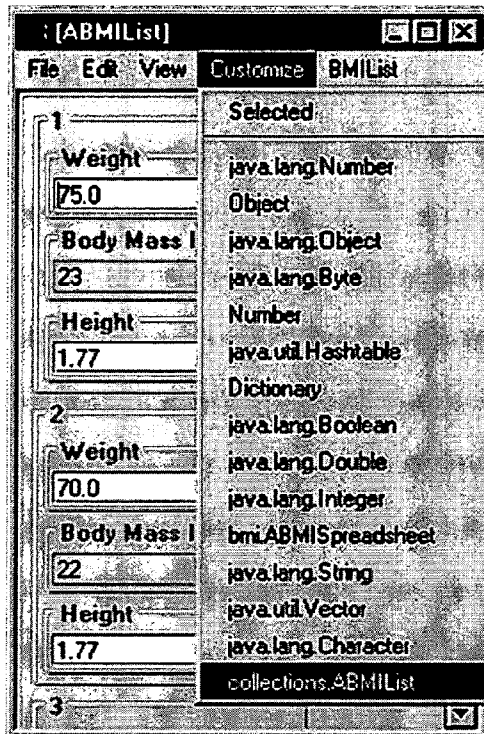 : [ABMIList]
File Edit View Customize BMIList
1
Weight
75.0
Body Mass I
23
Height
1.77
2
Weight
70.0
Body Mass I
22
Height
1.77
3
Selected
java.lang.Number
Object
java.lang.Object
java.lang.Byte
Number
java.util.Hashtable
Dictionary
java.lang.Boolean
java.lang.Double
java.lang.Integer
bmi.ABMISpreadsheet
java.lang.String
java.util.Vector
java.lang.Character
collections.ABMIList